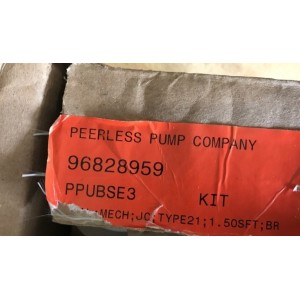 PEERLESS PUMP COMPANY
96828959
PPUBSE3 KIT
MECH;JC;TYPE21;1.50SFT;BR